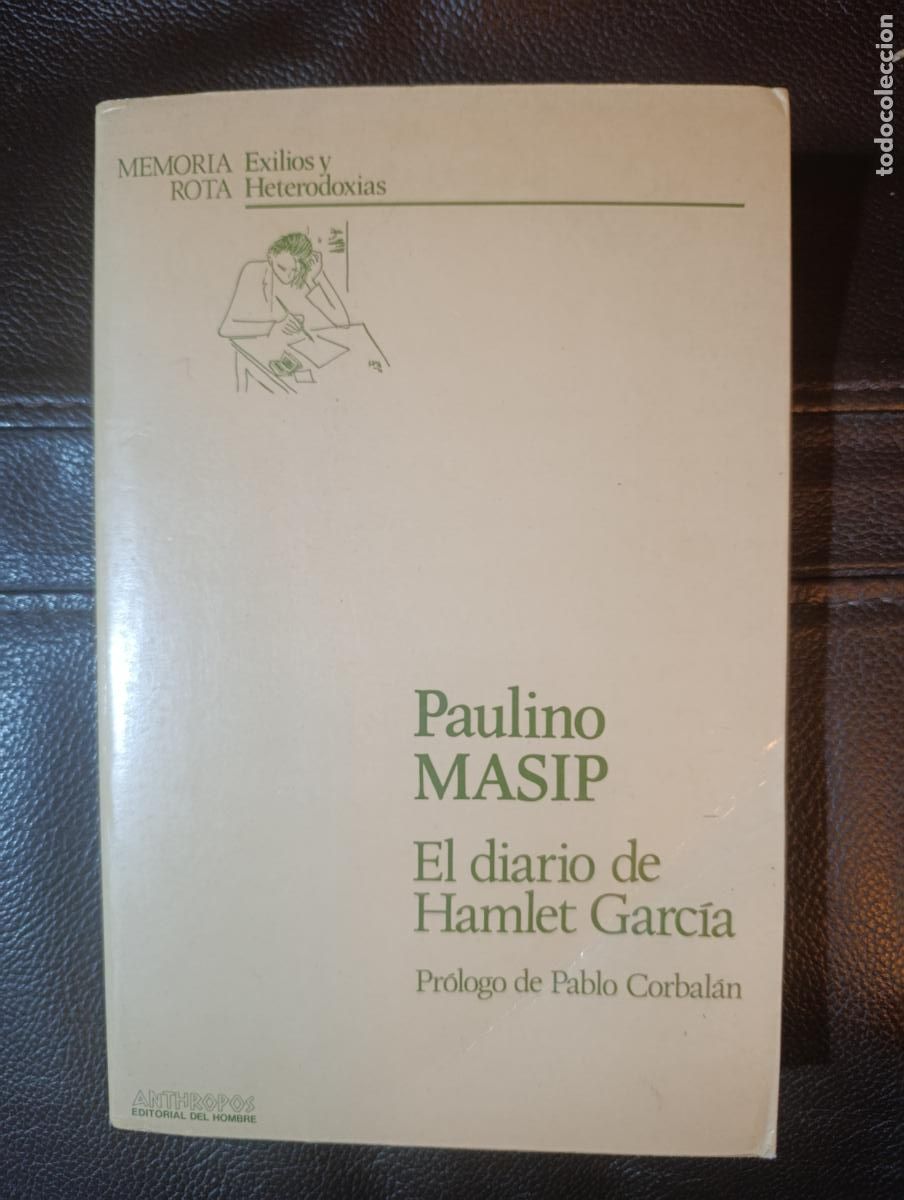 MEMORIA Exilios y
ROTA Heterodoxias
Paulino
MASIP
El diario de
Hamlet García
Prólogo de Pablo Corbalán
ANTHROPOS
EDITORIAL DEL HOMBRE
todocoleccion